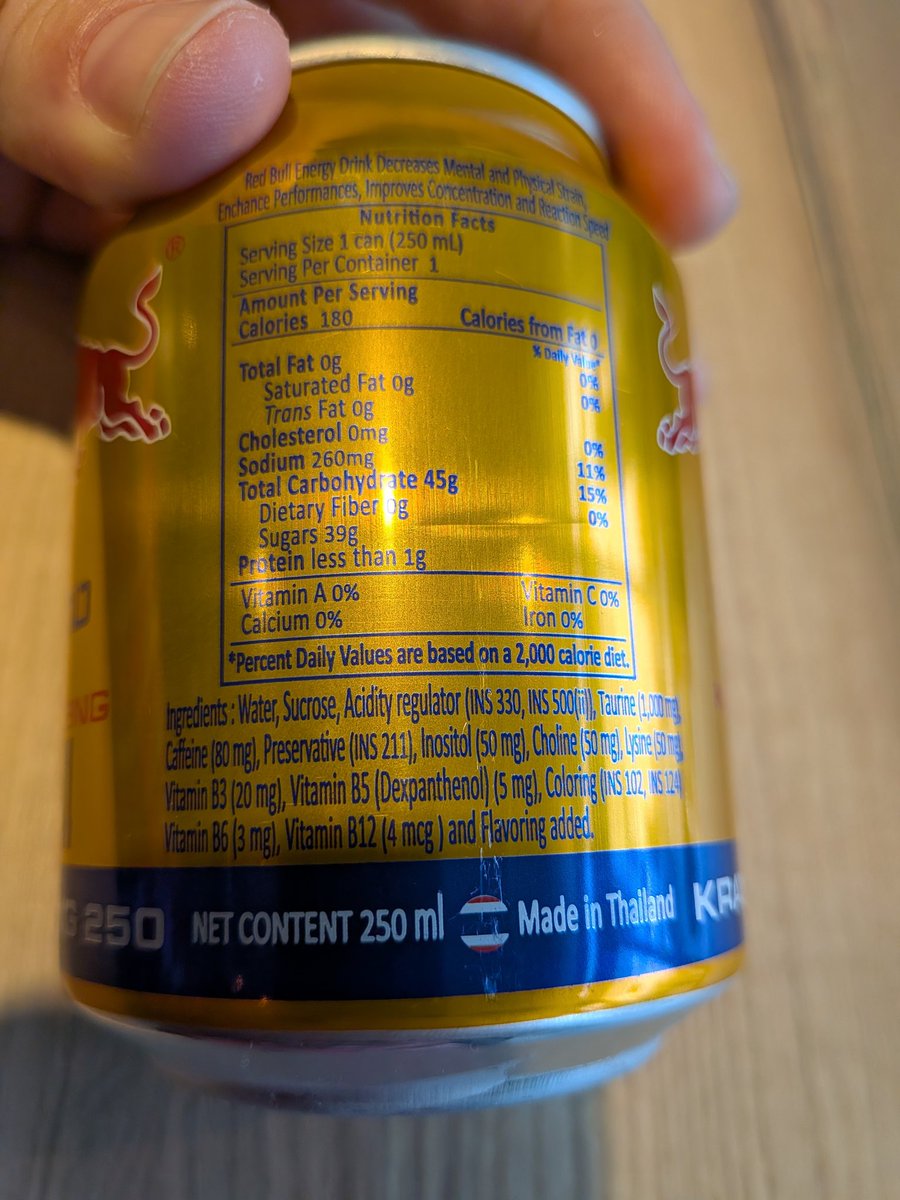 Red Bull Energy Drink Decreases Mental and Physical Strain,
Enchance Performances, Improves Concentration and Reaction Speed
®
Nutrition Facts
Serving Size 1 can (250 mL)
Serving Per Container 1
Amount Per Serving
Calories 180 Calories from Fat 0
% Daily Value*
Total Fat 0g 0%
Saturated Fat 0g 0%
Trans Fat 0g
Cholesterol 0mg 0%
Sodium 260mg 11%
Total Carbohydrate 45g 15%
Dietary Fiber 0g 0%
Sugars 39g
Protein less than 1g
Vitamin A 0% Vitamin C 0%
Calcium 0% Iron 0%
*Percent Daily Values are based on a 2,000 calorie diet.
Ingredients : Water, Sucrose, Acidity regulator (INS 330, INS 500(ii)), Taurine (1,000 mg),
Caffeine (80 mg), Preservative (INS 211), Inositol (50 mg), Choline (50 mg), Lysine (50 mg),
Vitamin B3 (20 mg), Vitamin B5 (Dexpanthenol) (5 mg), Coloring (INS 102, INS 124),
Vitamin B6 (3 mg), Vitamin B12 (4 mcg ) and Flavoring added.
250 NET CONTENT 250 ml Made in Thailand KRA